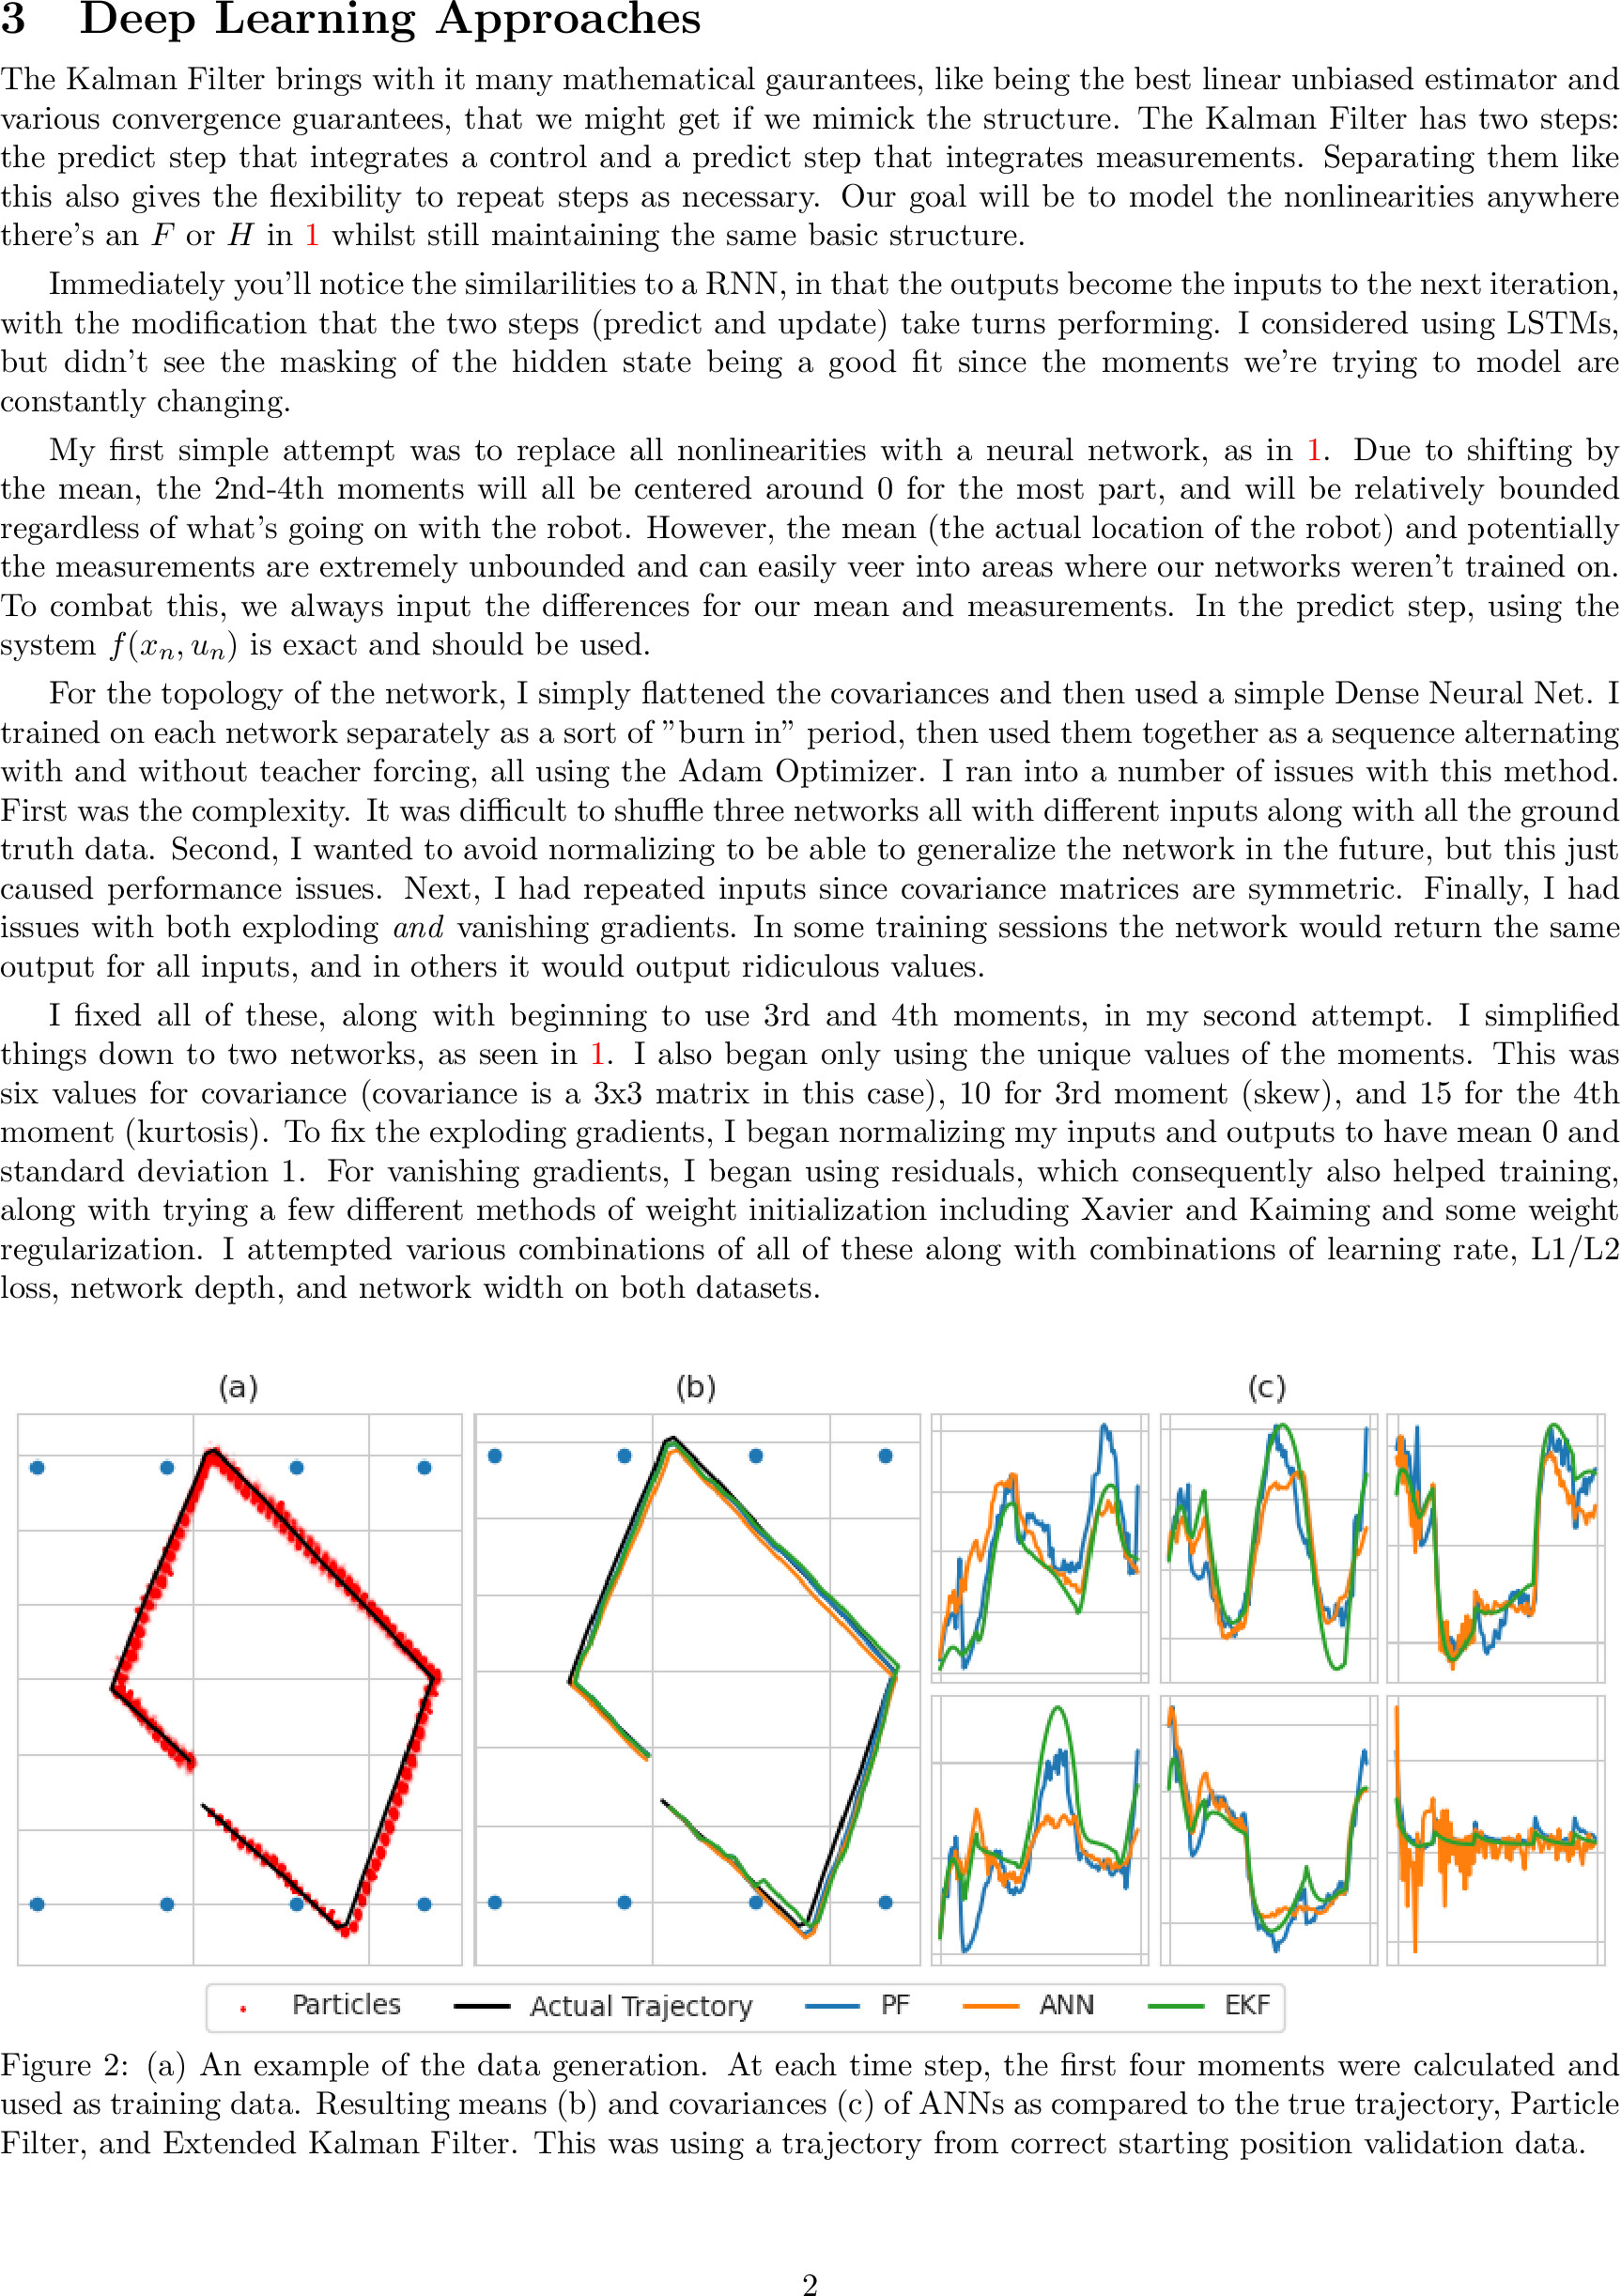 3 Deep Learning Approaches
The Kalman Filter brings with it many mathematical gaurantees, like being the best linear unbiased estimator and
various convergence guarantees, that we might get if we mimick the structure. The Kalman Filter has two steps:
the predict step that integrates a control and a predict step that integrates measurements. Separating them like
this also gives the flexibility to repeat steps as necessary. Our goal will be to model the nonlinearities anywhere
there's an F or H in 1 whilst still maintaining the same basic structure.
Immediately you'll notice the similarilities to a RNN, in that the outputs become the inputs to the next iteration,
with the modification that the two steps (predict and update) take turns performing. I considered using LSTMs,
but didn't see the masking of the hidden state being a good fit since the moments we're trying to model are
constantly changing.
My first simple attempt was to replace all nonlinearities with a neural network, as in 1. Due to shifting by
the mean, the 2nd-4th moments will all be centered around 0 for the most part, and will be relatively bounded
regardless of what's going on with the robot. However, the mean (the actual location of the robot) and potentially
the measurements are extremely unbounded and can easily veer into areas where our networks weren't trained on.
To combat this, we always input the differences for our mean and measurements. In the predict step, using the
system f(xₙ, uₙ) is exact and should be used.
For the topology of the network, I simply flattened the covariances and then used a simple Dense Neural Net. I
trained on each network separately as a sort of ”burn in” period, then used them together as a sequence alternating
with and without teacher forcing, all using the Adam Optimizer. I ran into a number of issues with this method.
First was the complexity. It was difficult to shuffle three networks all with different inputs along with all the ground
truth data. Second, I wanted to avoid normalizing to be able to generalize the network in the future, but this just
caused performance issues. Next, I had repeated inputs since covariance matrices are symmetric. Finally, I had
issues with both exploding and vanishing gradients. In some training sessions the network would return the same
output for all inputs, and in others it would output ridiculous values.
I fixed all of these, along with beginning to use 3rd and 4th moments, in my second attempt. I simplified
things down to two networks, as seen in 1. I also began only using the unique values of the moments. This was
six values for covariance (covariance is a 3x3 matrix in this case), 10 for 3rd moment (skew), and 15 for the 4th
moment (kurtosis). To fix the exploding gradients, I began normalizing my inputs and outputs to have mean 0 and
standard deviation 1. For vanishing gradients, I began using residuals, which consequently also helped training,
along with trying a few different methods of weight initialization including Xavier and Kaiming and some weight
regularization. I attempted various combinations of all of these along with combinations of learning rate, L1/L2
loss, network depth, and network width on both datasets.
(a) (b) (c)
Particles Actual Trajectory PF ANN EKF
Figure 2: (a) An example of the data generation. At each time step, the first four moments were calculated and
used as training data. Resulting means (b) and covariances (c) of ANNs as compared to the true trajectory, Particle
Filter, and Extended Kalman Filter. This was using a trajectory from correct starting position validation data.
2